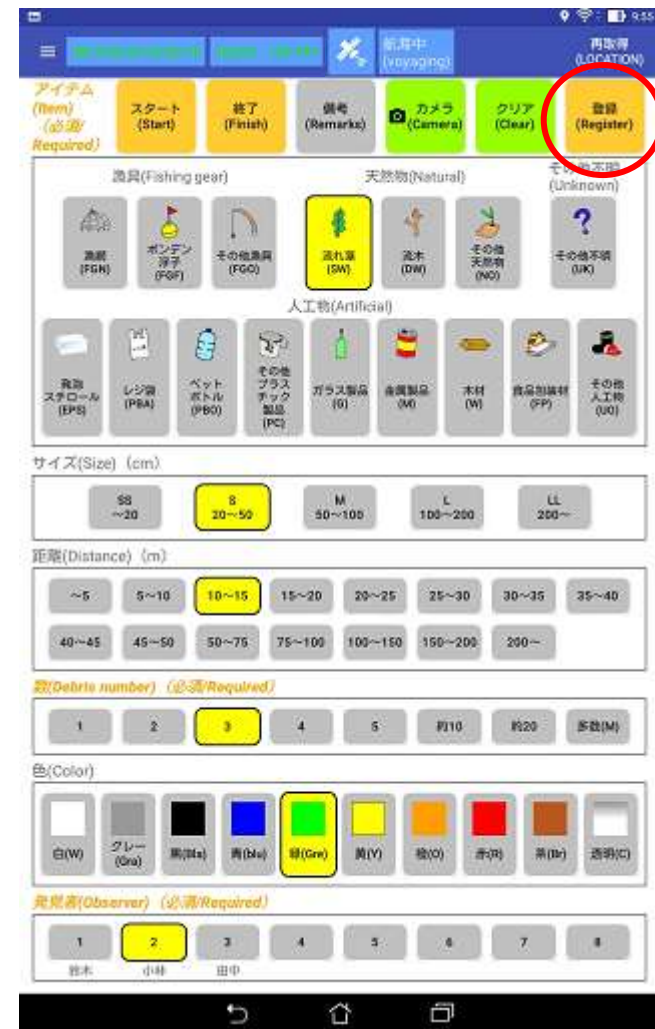 9:55
航海中
(voyaging)
再取得
(LOCATION)
アイテム
(Item)
(必須/
Required)
スタート
(Start)
終了
(Finish)
備考
(Remarks)
カメラ
(Camera)
クリア
(Clear)
登録
(Register)
漁具(Fishing gear)
天然物(Natural)
その他不明
(Unknown)
漁網
(FGN)
ボンデン
浮子
(FGF)
その他漁具
(FGO)
流れ藻
(SW)
流木
(DW)
その他
天然物
(NO)
その他不明
(UK)
人工物(Artificial)
発泡
スチロール
(EPS)
レジ袋
(PBA)
ペット
ボトル
(PBO)
その他
プラス
チック
製品
(PC)
ガラス製品
(G)
金属製品
(M)
木材
(W)
食品包装材
(FP)
その他
人工物
(UO)
サイズ(Size)（cm）
SS
～20
S
20～50
M
50～100
L
100～200
LL
200～
距離(Distance)（m）
～5 5～10 10～15 15～20 20～25 25～30 30～35 35～40
40～45 45～50 50～75 75～100 100～150 150～200 200～
数(Debris number)（必須/Required）
1 2 3 4 5 約10 約20 多数(M)
色(Color)
白(W)
グレー
(Gra)
黒(Bla)
青(blu)
緑(Gre)
黄(Y)
橙(O)
赤(R)
茶(Br)
透明(C)
発見者(Observer)（必須/Required）
1 2 3 4 5 6 7 8
鈴木 小林 田中